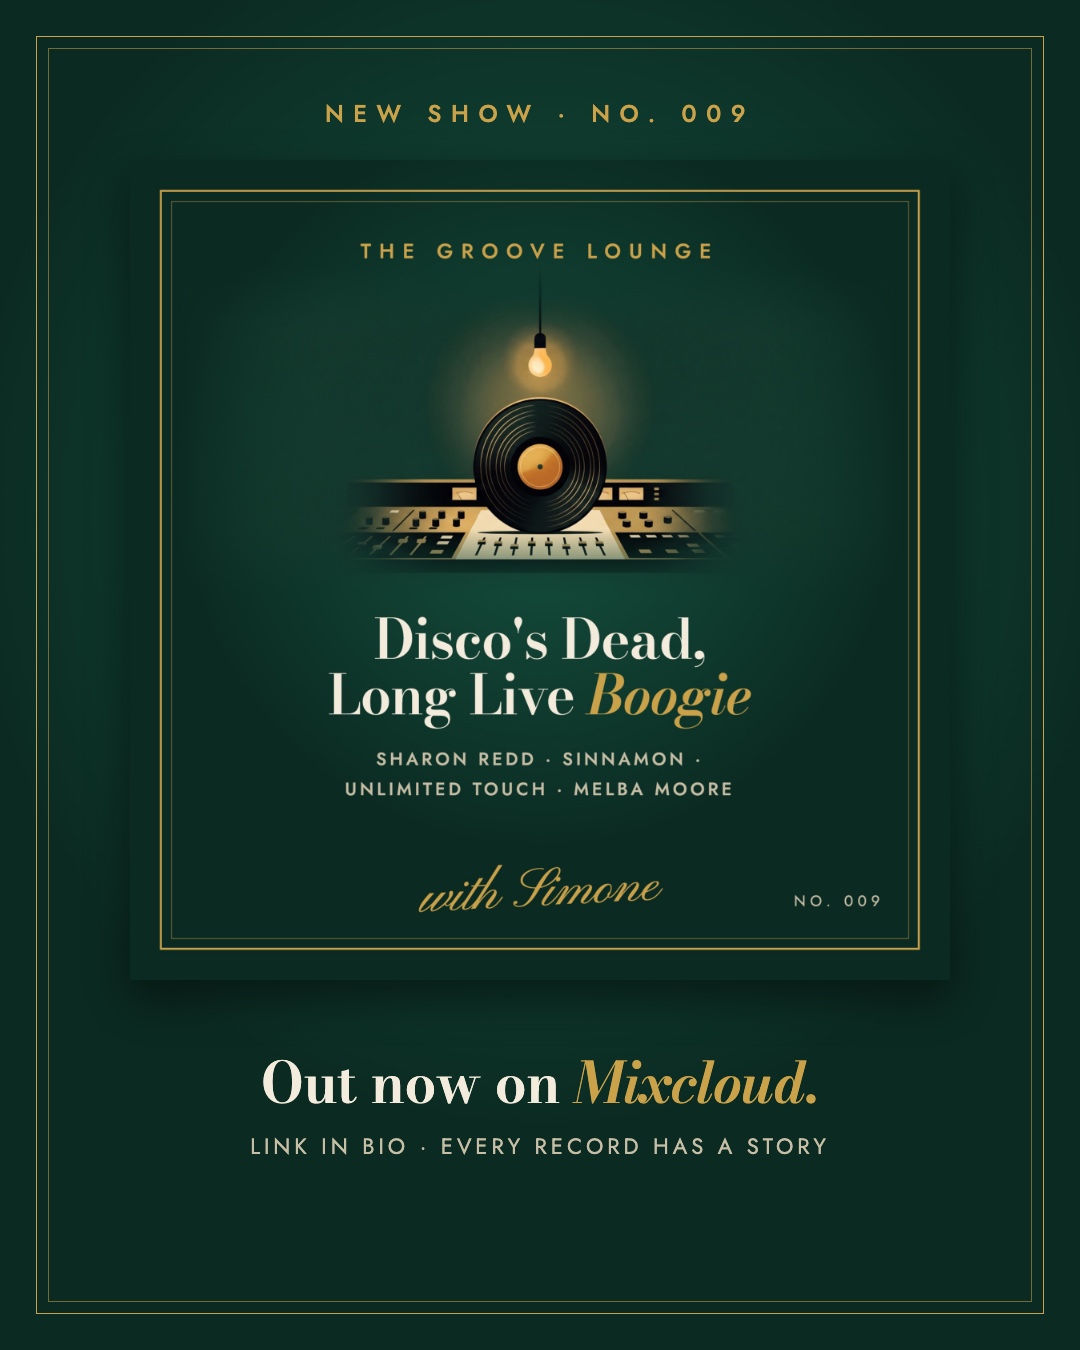 NEW SHOW · NO. 009
THE GROOVE LOUNGE
Disco's Dead,
Long Live Boogie
SHARON REDD · SINNAMON ·
UNLIMITED TOUCH · MELBA MOORE
with Simone
NO. 009
Out now on Mixcloud.
LINK IN BIO · EVERY RECORD HAS A STORY